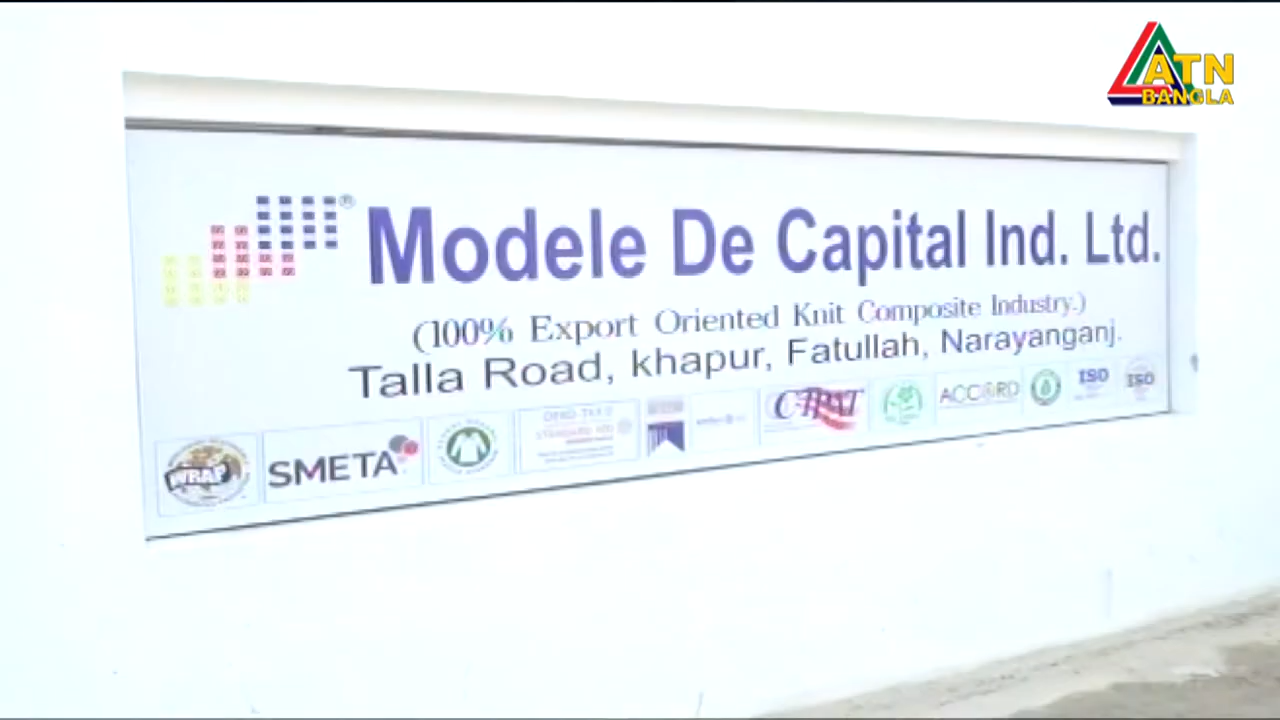 ATN
BANGLA
®
Modele De Capital Ind. Ltd.
(100% Export Oriented Knit Composite Industry.)
Talla Road, khapur, Fatullah, Narayanganj.
WRAP
SMETA
C-TPAT
ACCORD
ISO
ISO